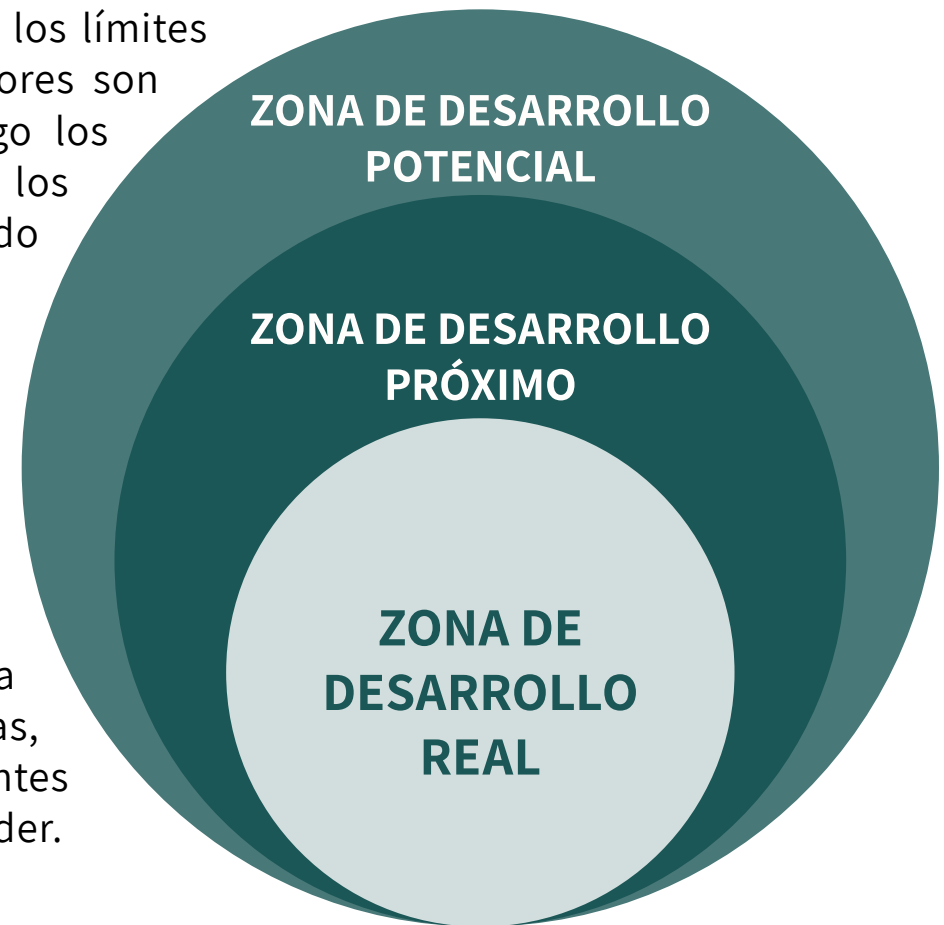 los límites
ores son
go los
los
do
ZONA DE DESARROLLO
POTENCIAL
ZONA DE DESARROLLO
PRÓXIMO
ZONA DE
DESARROLLO
REAL
a
as,
ntes
der.